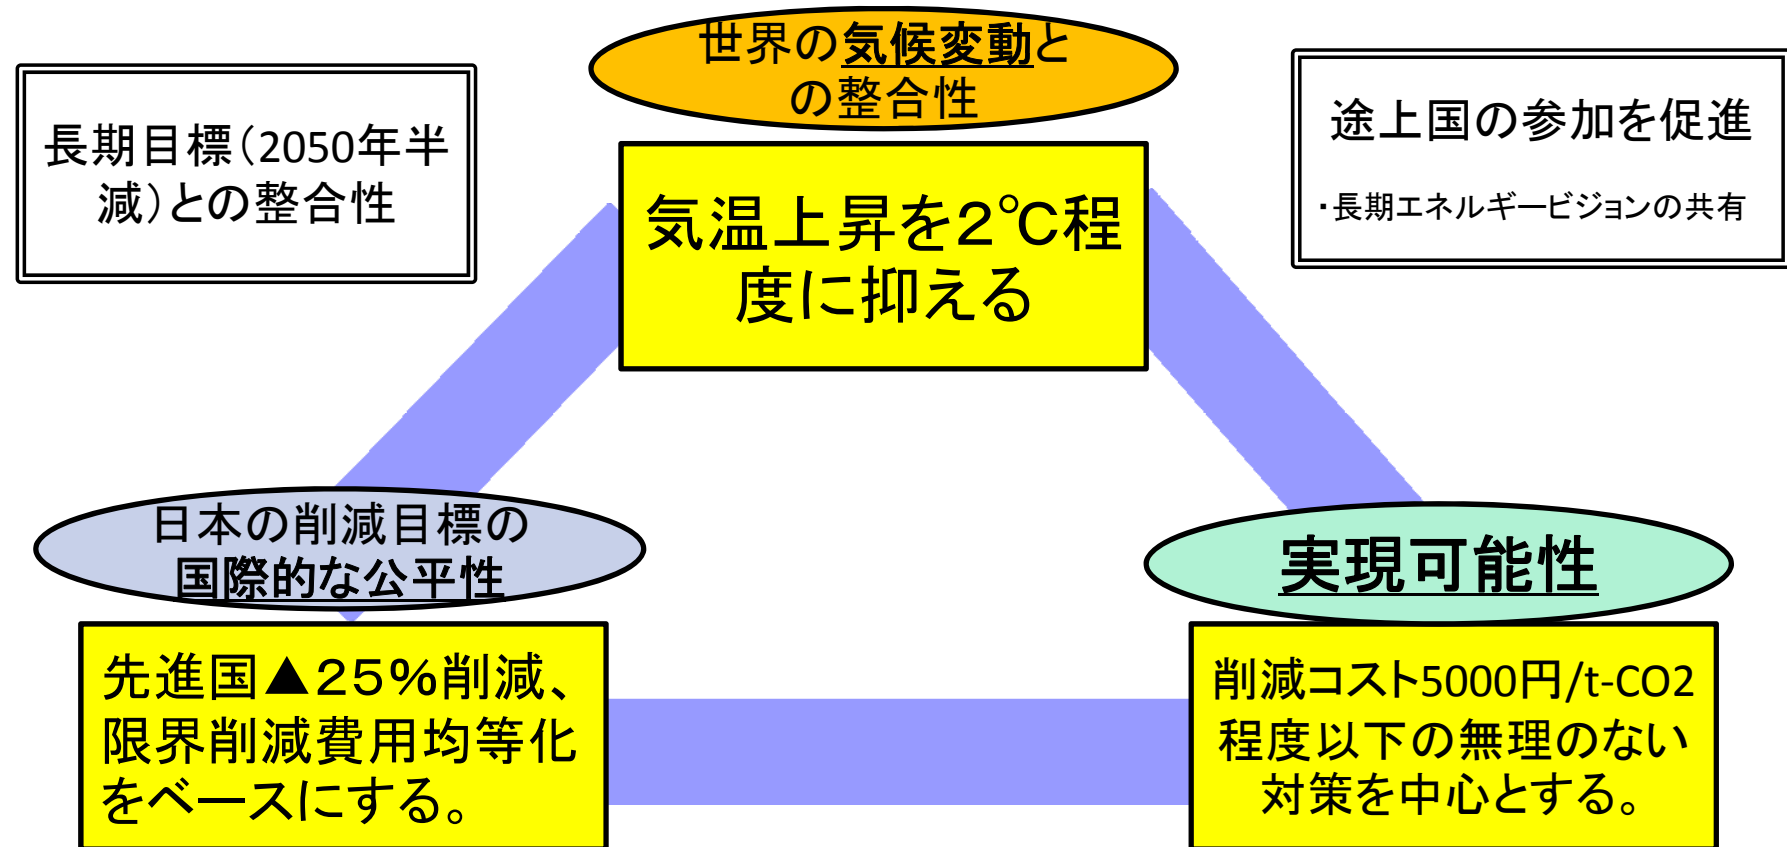 世界の気候変動と
の整合性
長期目標（2050年半
減）との整合性
途上国の参加を促進
・長期エネルギービジョンの共有
気温上昇を２℃程
度に抑える
日本の削減目標の
国際的な公平性
実現可能性
先進国▲２５％削減、
限界削減費用均等化
をベースにする。
削減コスト5000円/t-CO2
程度以下の無理のない
対策を中心とする。